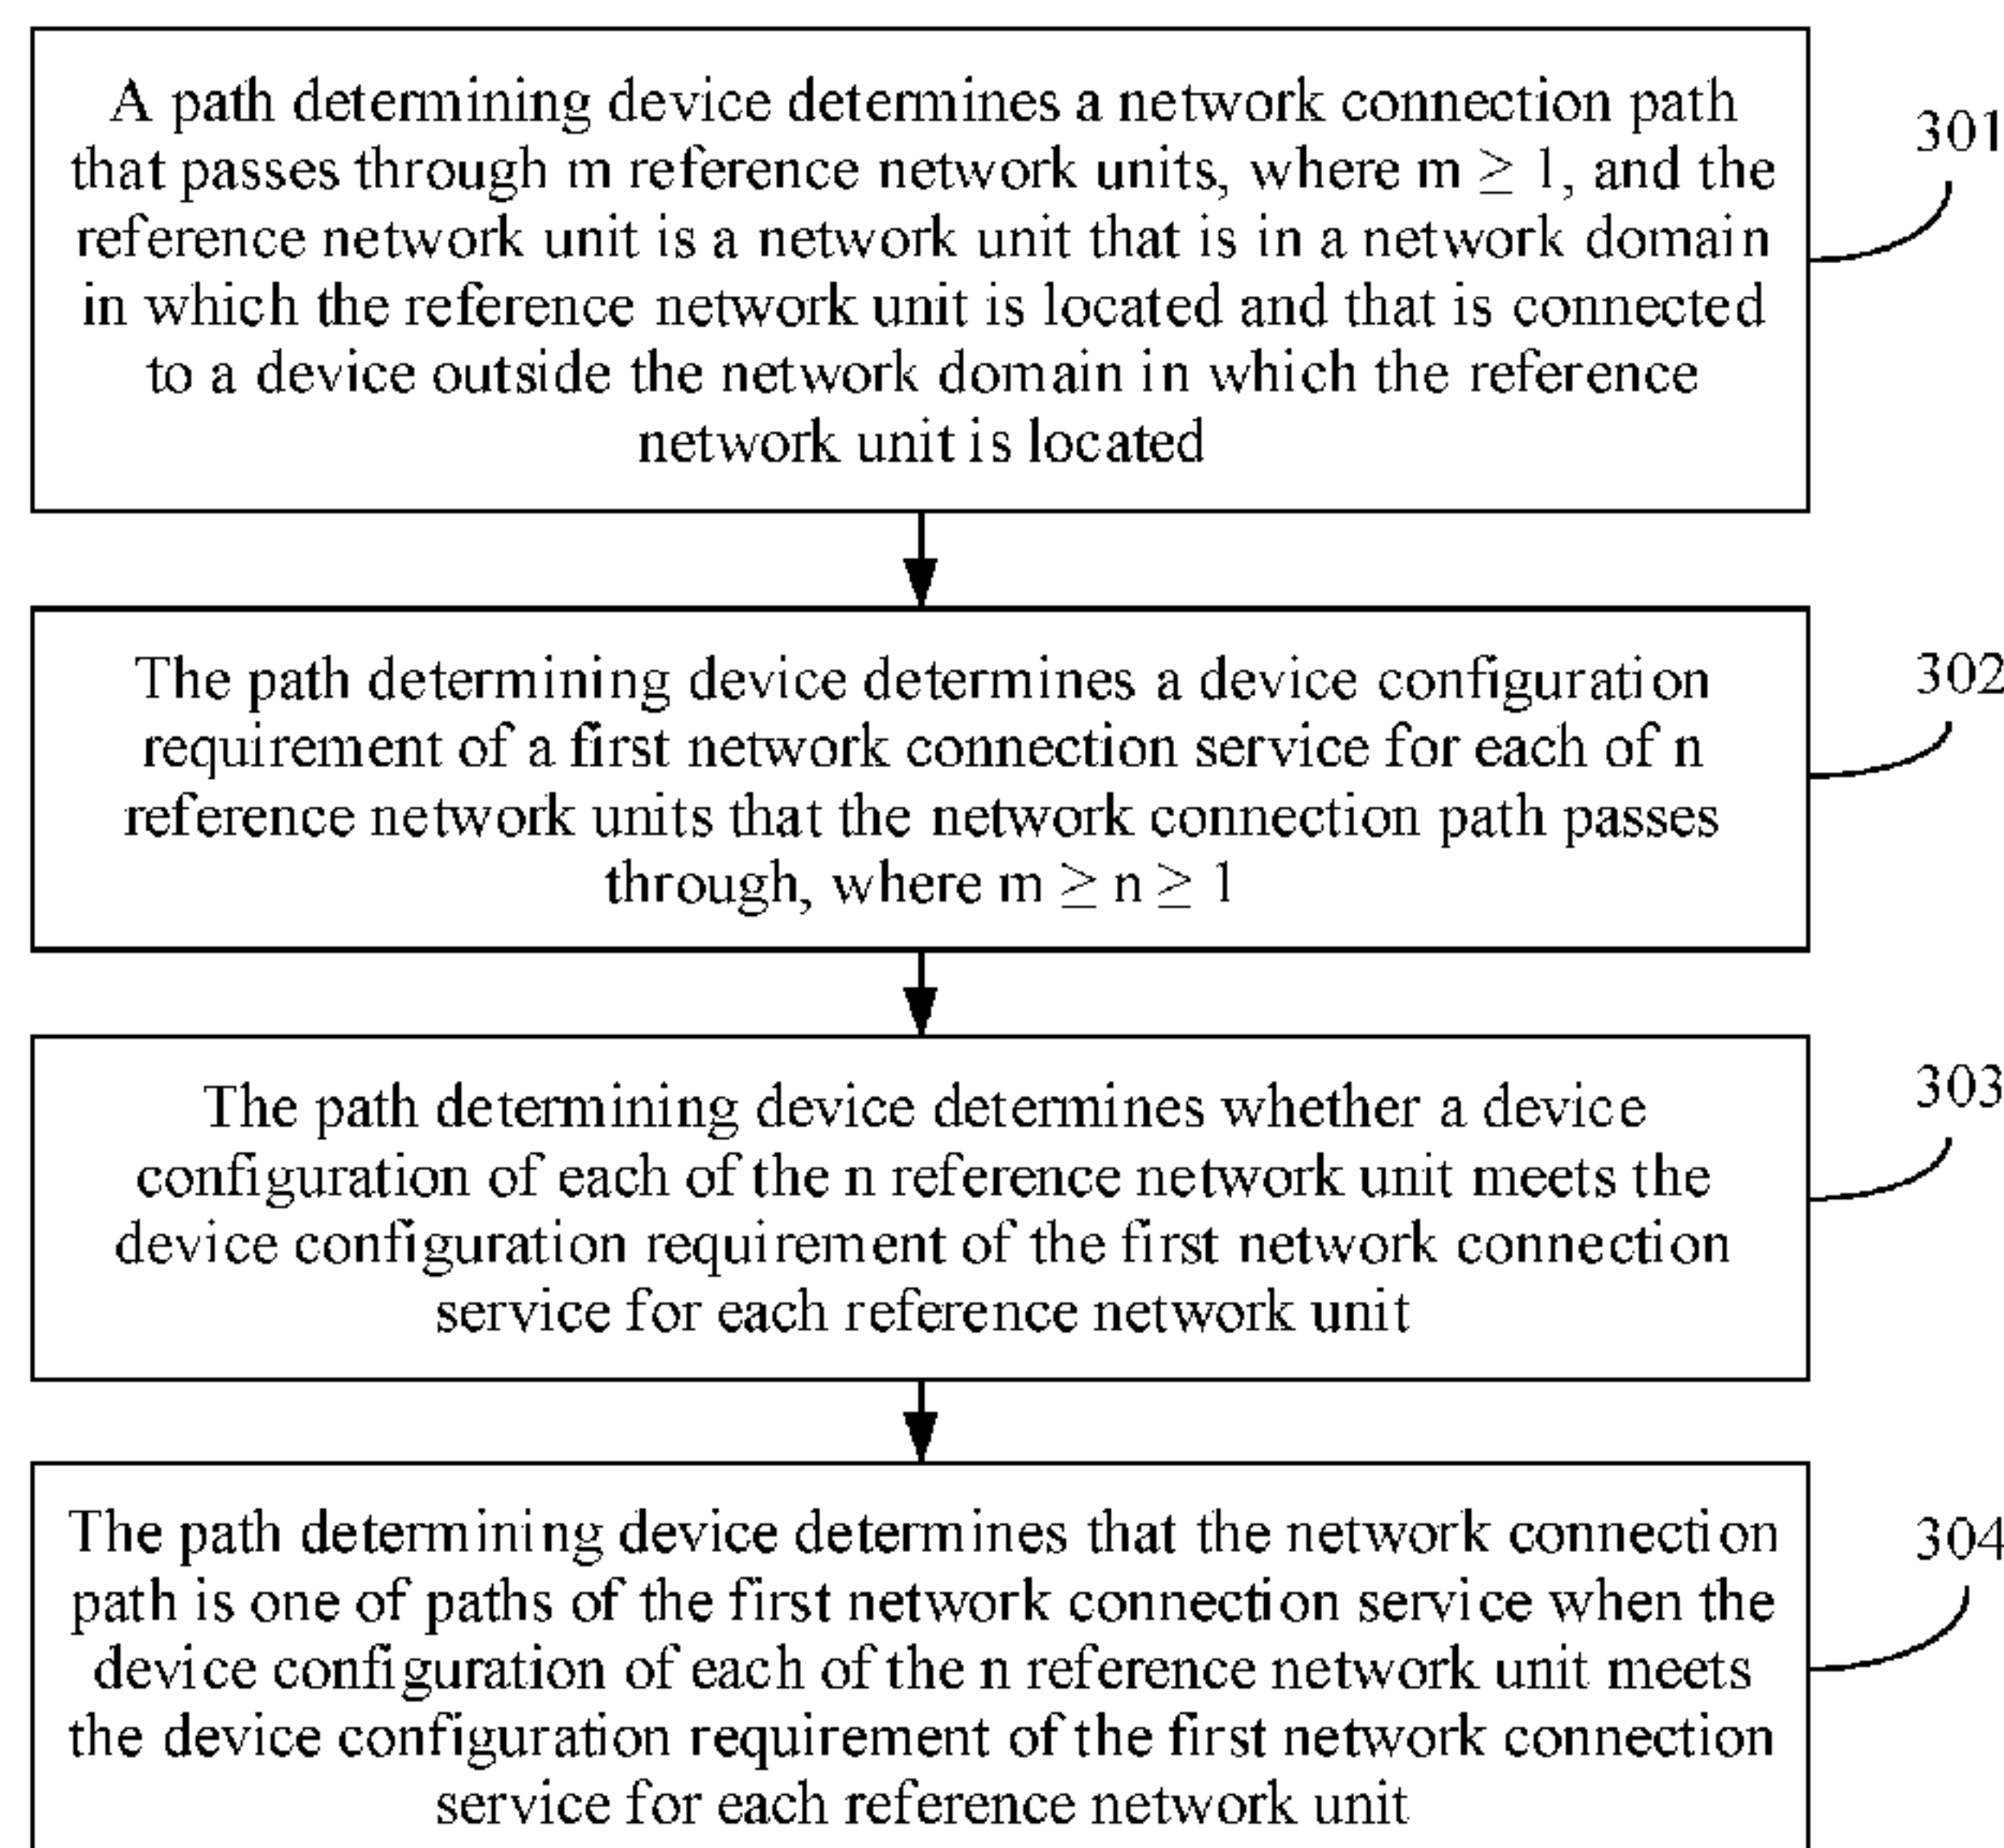 A path determining device determines a network connection path
that passes through m reference network units, where m ≥ 1, and the
reference network unit is a network unit that is in a network domain
in which the reference network unit is located and that is connected
to a device outside the network domain in which the reference
network unit is located
301
The path determining device determines a device configuration
requirement of a first network connection service for each of n
reference network units that the network connection path passes
through, where m ≥ n ≥ 1
302
The path determining device determines whether a device
configuration of each of the n reference network unit meets the
device configuration requirement of the first network connection
service for each reference network unit
303
The path determining device determines that the network connection
path is one of paths of the first network connection service when the
device configuration of each of the n reference network unit meets
the device configuration requirement of the first network connection
service for each reference network unit
304